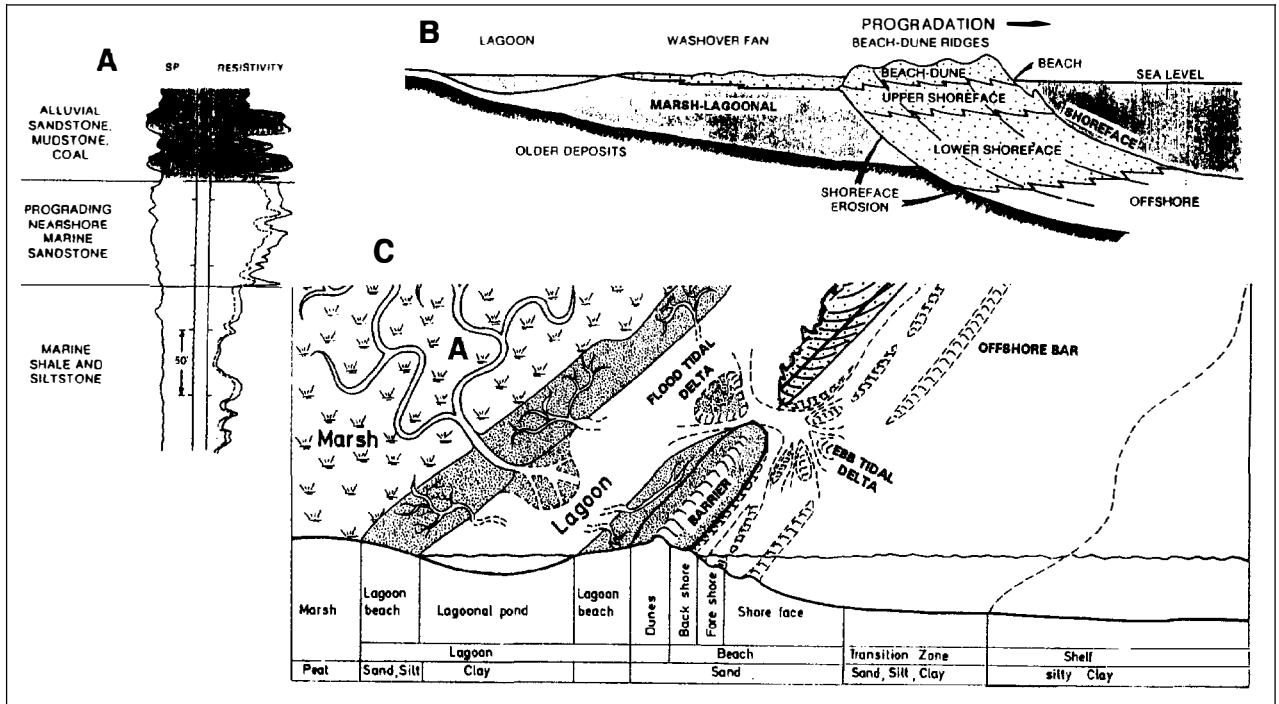 A
SP
RESISTIVITY
ALLUVIAL
SANDSTONE,
MUDSTONE,
COAL
PROGRADING
NEARSHORE
MARINE
SANDSTONE
MARINE
SHALE AND
SILTSTONE
50'
B
LAGOON
WASHOVER FAN
PROGRADATION
BEACH-DUNE RIDGES
BEACH
SEA LEVEL
BEACH-DUNE
UPPER SHOREFACE
SHOREFACE
MARSH-LAGOONAL
LOWER SHOREFACE
OLDER DEPOSITS
SHOREFACE
EROSION
OFFSHORE
C
A
Marsh
FLOOD TIDAL
DELTA
OFFSHORE BAR
EBB TIDAL
DELTA
Lagoon
BARRIER
Marsh
Lagoon
beach
Lagoonal pond
Lagoon
beach
Dunes
Back shore
Fore shore
Shore face
Lagoon
Beach
Transition Zone
Shelf
Peat
Sand, Silt
Clay
Sand
Sand, Silt, Clay
silty Clay